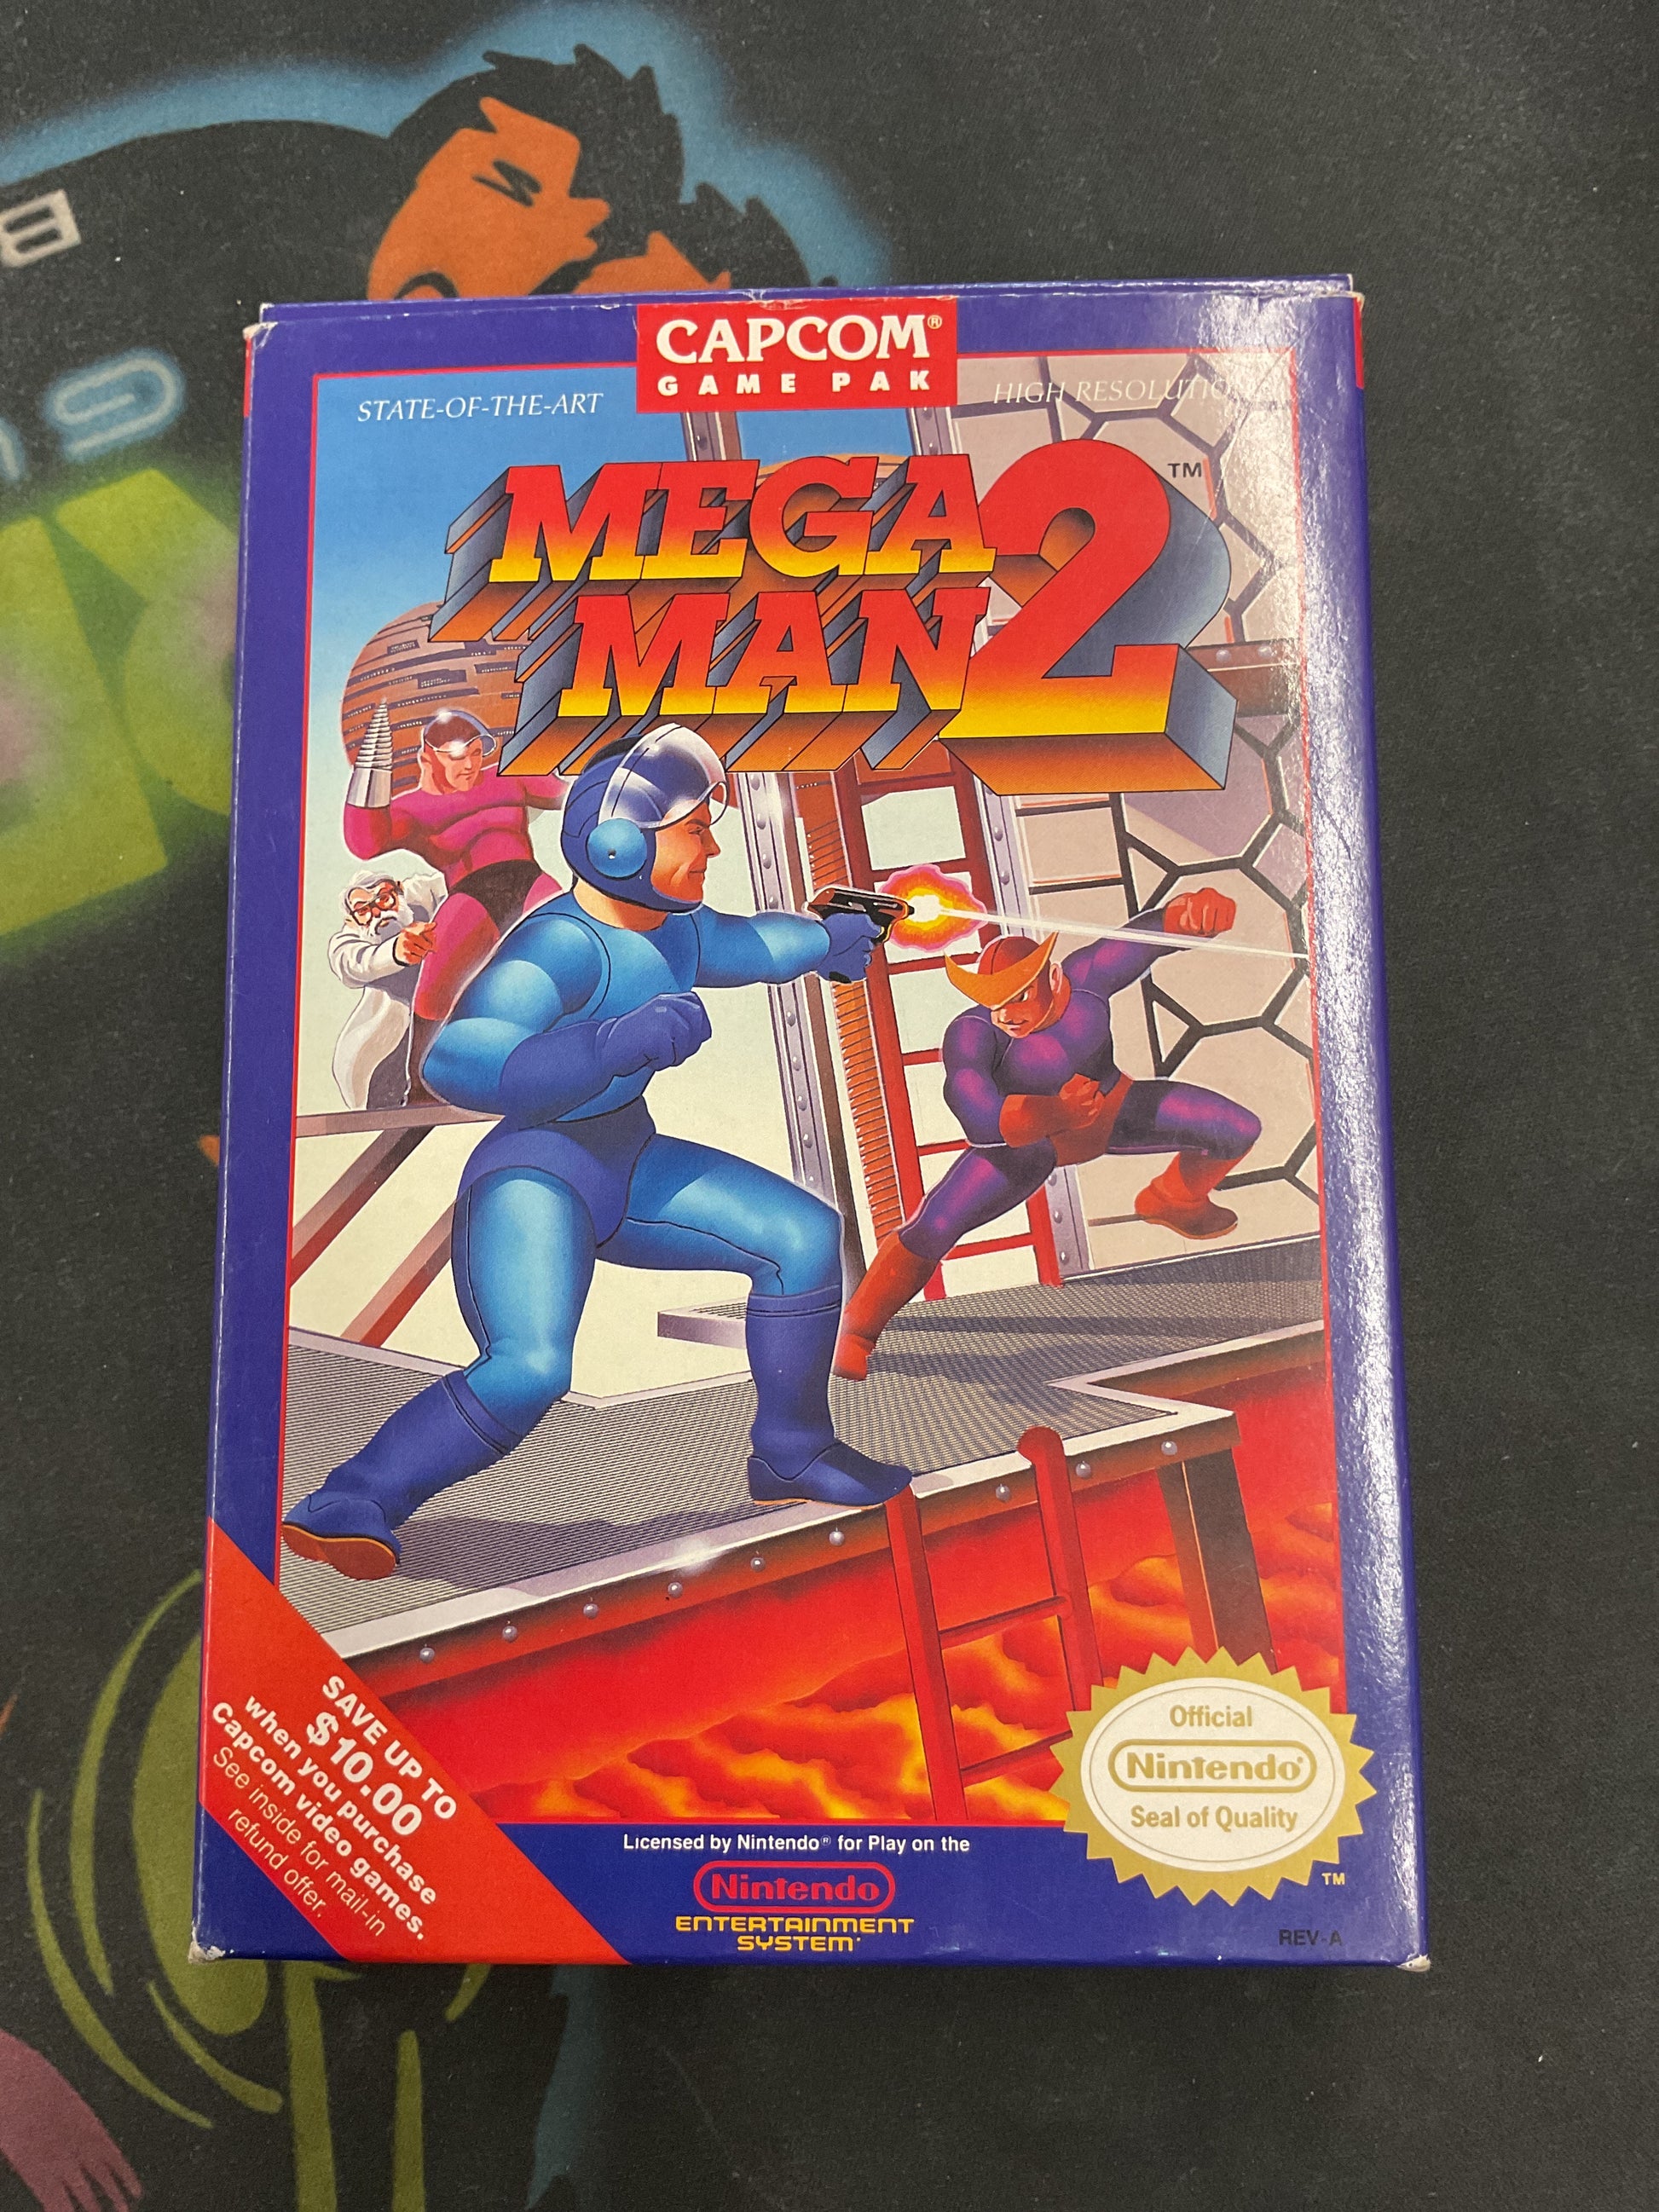 CAPCOM®
GAME PAK
STATE-OF-THE-ART
HIGH RESOLUTION
MEGA
MAN 2™
SAVE UP TO
$10.00
when you purchase
Capcom video games.
See inside for mail-in
refund offer.
Licensed by Nintendo® for Play on the
Nintendo
ENTERTAINMENT
SYSTEM
Official
Nintendo®
Seal of Quality
TM
REV-A